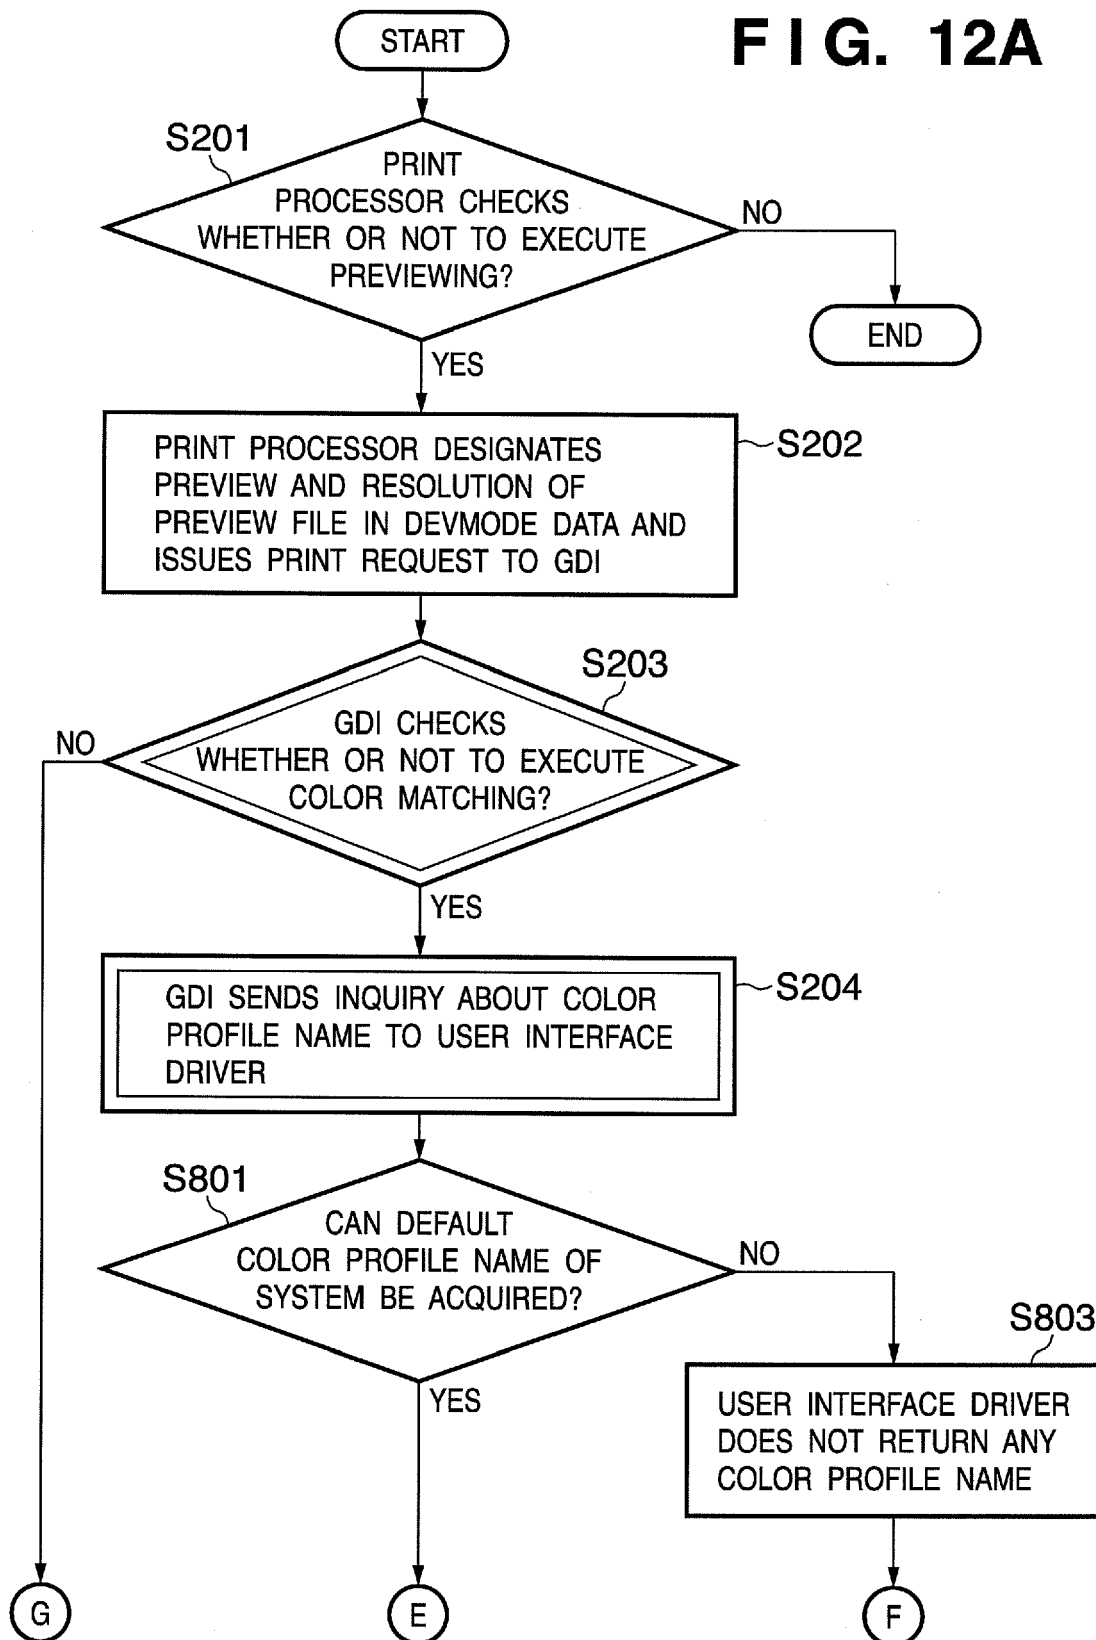 FIG. 12A
START
S201
PRINT
PROCESSOR CHECKS
WHETHER OR NOT TO EXECUTE
PREVIEWING?
NO
END
YES
S202
PRINT PROCESSOR DESIGNATES
PREVIEW AND RESOLUTION OF
PREVIEW FILE IN DEVMODE DATA AND
ISSUES PRINT REQUEST TO GDI
S203
GDI CHECKS
WHETHER OR NOT TO EXECUTE
COLOR MATCHING?
NO
YES
S204
GDI SENDS INQUIRY ABOUT COLOR
PROFILE NAME TO USER INTERFACE
DRIVER
S801
CAN DEFAULT
COLOR PROFILE NAME OF
SYSTEM BE ACQUIRED?
NO
YES
S803
USER INTERFACE DRIVER
DOES NOT RETURN ANY
COLOR PROFILE NAME
G
E
F